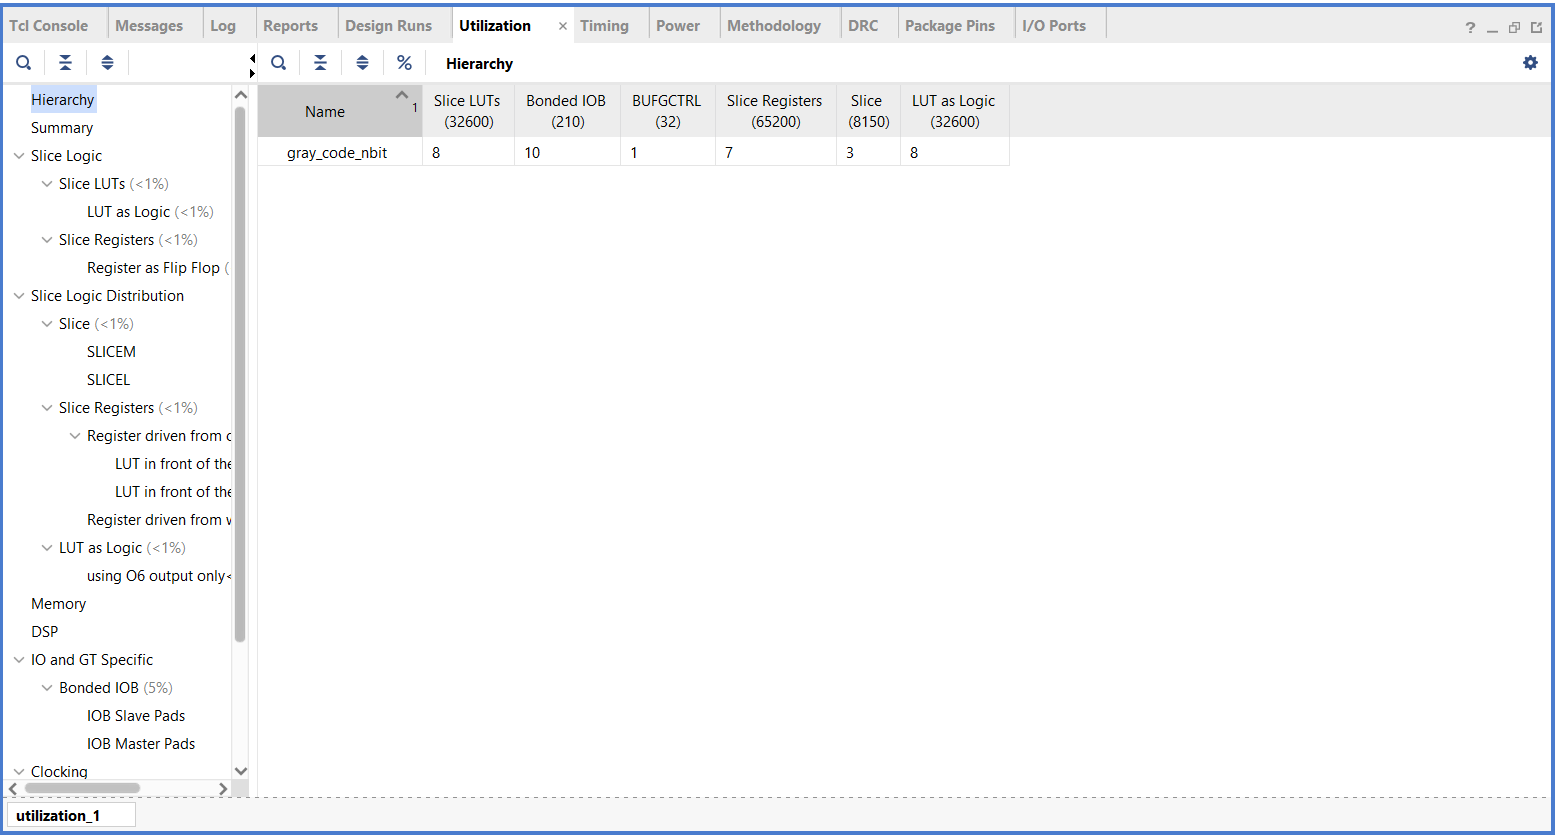 Tcl Console Messages Log Reports Design Runs Utilization × Timing Power Methodology DRC Package Pins I/O Ports ?
% Hierarchy
Hierarchy
Summary
Slice Logic
Slice LUTs (<1%)
LUT as Logic (<1%)
Slice Registers (<1%)
Register as Flip Flop (
Slice Logic Distribution
Slice (<1%)
SLICEM
SLICEL
Slice Registers (<1%)
Register driven from
LUT in front of the
LUT in front of the
Register driven from
LUT as Logic (<1%)
using O6 output only<
Memory
DSP
IO and GT Specific
Bonded IOB (5%)
IOB Slave Pads
IOB Master Pads
Clocking
Name 1 Slice LUTs (32600) Bonded IOB (210) BUFGCTRL (32) Slice Registers (65200) Slice (8150) LUT as Logic (32600)
gray_code_nbit 8 10 1 7 3 8
utilization_1